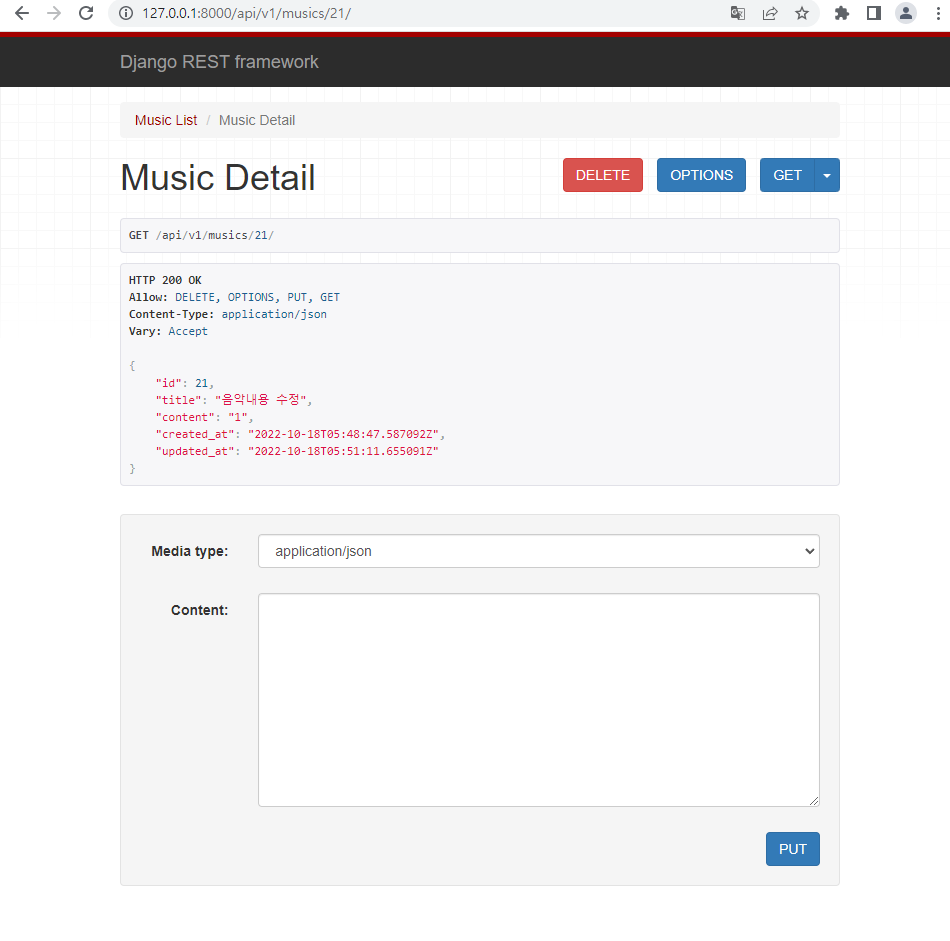 127.0.0.1:8000/api/v1/musics/21/
Django REST framework
Music List / Music Detail
Music Detail
DELETE
OPTIONS
GET
GET /api/v1/musics/21/
HTTP 200 OK
Allow: DELETE, OPTIONS, PUT, GET
Content-Type: application/json
Vary: Accept
{
    "id": 21,
    "title": "음악내용 수정",
    "content": "1",
    "created_at": "2022-10-18T05:48:47.587092Z",
    "updated_at": "2022-10-18T05:51:11.655091Z"
}
Media type: application/json
Content:
PUT